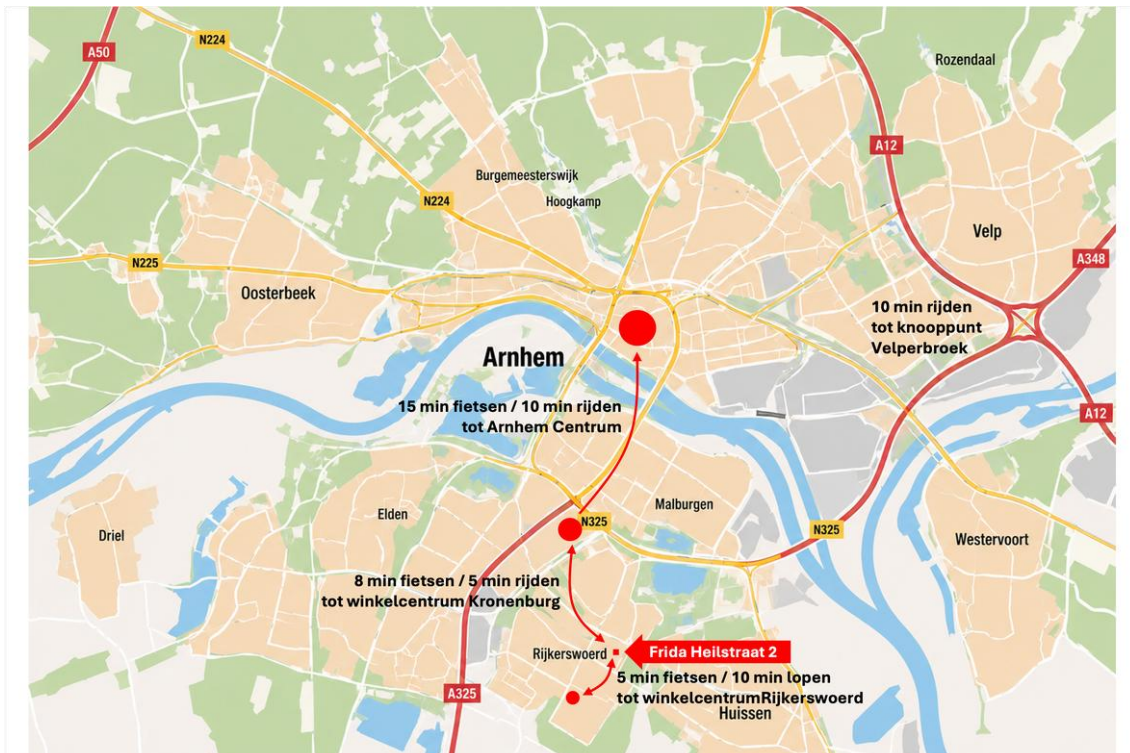 A50
N224
Rozendaal
A12
Burgemeesterswijk
N224
Hoogkamp
Velp
A348
N225
Oosterbeek
10 min rijden
tot knooppunt
Velperbroek
Arnhem
15 min fietsen / 10 min rijden
tot Arnhem Centrum
A12
Malburgen
Elden
N325
N325
Driel
Westervoort
8 min fietsen / 5 min rijden
tot winkelcentrum Kronenburg
Rijkerswoerd
Frida Heilstraat 2
5 min fietsen / 10 min lopen
tot winkelcentrumRijkerswoerd
A325
Huissen